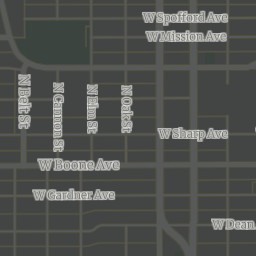 W Spofford Ave
W Mission Ave
N Belt St
N Cannon St
N Elm St
N Oak St
W Sharp Ave
W Boone Ave
W Gardner Ave
W Dean